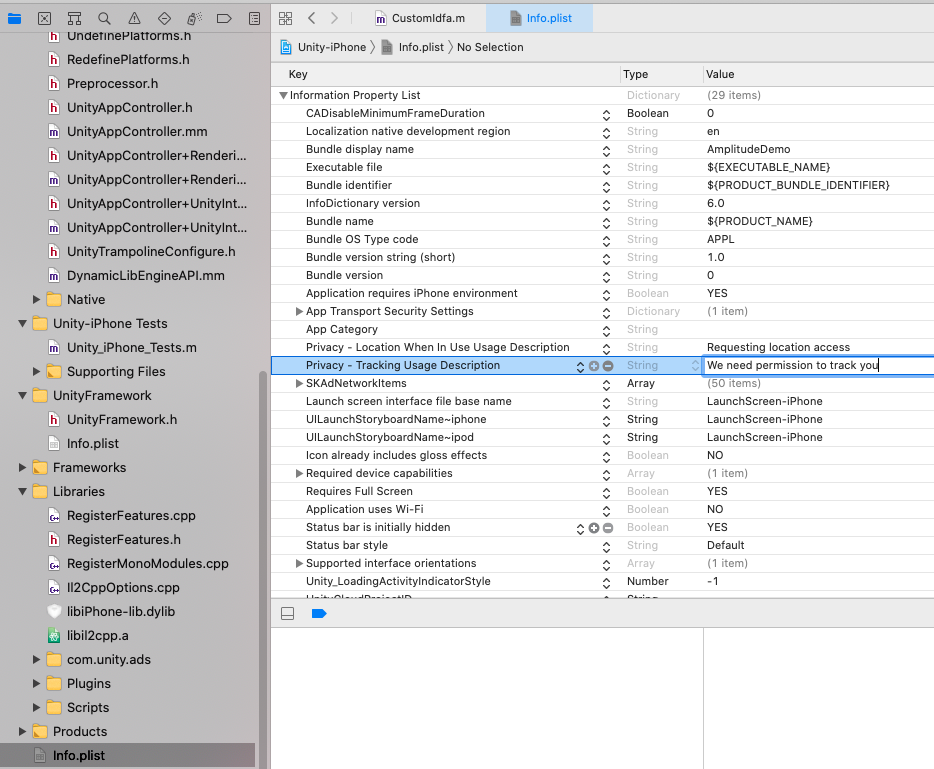 CustomIdfa.m
Info.plist
Unity-iPhone
Info.plist
No Selection
UndefinePlatforms.h
RedefinePlatforms.h
Preprocessor.h
UnityAppController.h
UnityAppController.mm
UnityAppController+Renderi...
UnityAppController+Renderi...
UnityAppController+UnityInt...
UnityAppController+UnityInt...
UnityTrampolineConfigure.h
DynamicLibEngineAPI.mm
Native
Unity-iPhone Tests
Unity_iPhone_Tests.m
Supporting Files
UnityFramework
UnityFramework.h
Info.plist
Frameworks
Libraries
RegisterFeatures.cpp
RegisterFeatures.h
RegisterMonoModules.cpp
Il2CppOptions.cpp
libiPhone-lib.dylib
libil2cpp.a
com.unity.ads
Plugins
Scripts
Products
Info.plist
Key Type Value
Information Property List Dictionary (29 items)
CADisableMinimumFrameDuration Boolean 0
Localization native development region String en
Bundle display name String AmplitudeDemo
Executable file String ${EXECUTABLE_NAME}
Bundle identifier String ${PRODUCT_BUNDLE_IDENTIFIER}
InfoDictionary version String 6.0
Bundle name String ${PRODUCT_NAME}
Bundle OS Type code String APPL
Bundle version string (short) String 1.0
Bundle version String 0
Application requires iPhone environment Boolean YES
App Transport Security Settings Dictionary (1 item)
App Category String
Privacy - Location When In Use Usage Description String Requesting location access
Privacy - Tracking Usage Description String We need permission to track you
SKAdNetworkItems Array (50 items)
Launch screen interface file base name String LaunchScreen-iPhone
UILaunchStoryboardName~iphone String LaunchScreen-iPhone
UILaunchStoryboardName~ipod String LaunchScreen-iPhone
Icon already includes gloss effects Boolean NO
Required device capabilities Array (1 item)
Requires Full Screen Boolean YES
Application uses Wi-Fi Boolean NO
Status bar is initially hidden Boolean YES
Status bar style String Default
Supported interface orientations Array (1 item)
Unity_LoadingActivityIndicatorStyle Number -1
UnityCloudProjectID String